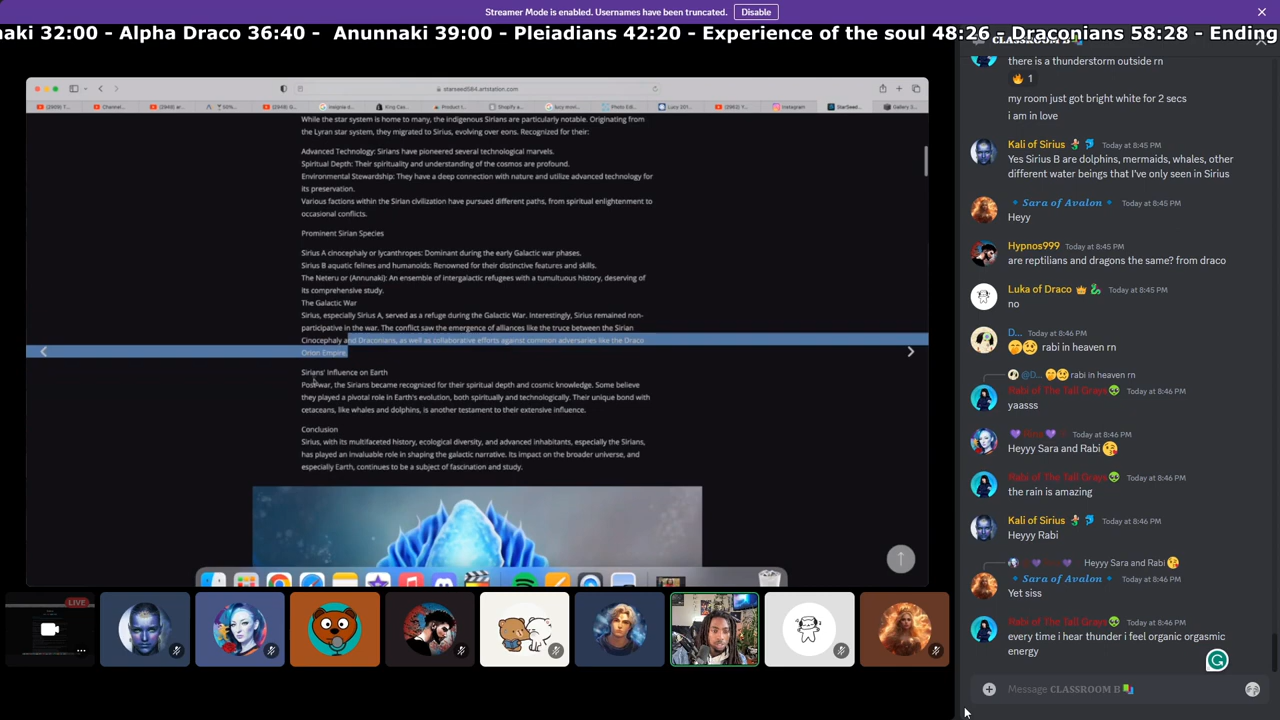 Streamer Mode is enabled. Usernames have been truncated.
Disable
naki 32:00 - Alpha Draco 36:40 - Anunnaki 39:00 - Pleiadians 42:20 - Experience of the soul 48:26 - Draconians 58:28 - Ending
CLASSROOM B
starseed584.artstation.com
Channel...
Product t...
Shopify a...
Photo Edi...
Instagram
StarSeed...
Gallery 3...
While the star system is home to many, the indigenous Sirians are particularly notable. Originating from
the Lyran star system, they migrated to Sirius, evolving over eons. Recognized for their:
Advanced Technology: Sirians have pioneered several technological marvels.
Spiritual Depth: Their spirituality and understanding of the cosmos are profound.
Environmental Stewardship: They have a deep connection with nature and utilize advanced technology for
its preservation.
Various factions within the Sirian civilization have pursued different paths, from spiritual enlightenment to
occasional conflicts.
Prominent Sirian Species
Sirius A cinocephaly or lycanthropes: Dominant during the early Galactic war phases.
Sirius B aquatic felines and humanoids: Renowned for their distinctive features and skills.
The Neteru or (Annunaki): An ensemble of intergalactic refugees with a tumultuous history, deserving of
its comprehensive study.
The Galactic War
Sirius, especially Sirius A, served as a refuge during the Galactic War. Interestingly, Sirius remained non-
participative in the war. The conflict saw the emergence of alliances like the truce between the Sirian
Cinocephaly and Draconians, as well as collaborative efforts against common adversaries like the Draco
Orion Empire.
Sirians' Influence on Earth
Post-war, the Sirians became recognized for their spiritual depth and cosmic knowledge. Some believe
they played a pivotal role in Earth's evolution, both spiritually and technologically. Their unique bond with
cetaceans, like whales and dolphins, is another testament to their extensive influence.
Conclusion
Sirius, with its multifaceted history, ecological diversity, and advanced inhabitants, especially the Sirians,
has played an invaluable role in shaping the galactic narrative. Its impact on the broader universe, and
especially Earth, continues to be a subject of fascination and study.
LIVE
there is a thunderstorm outside rn
1
my room just got bright white for 2 secs
i am in love
Kali of Sirius Today at 8:45 PM
Yes Sirius B are dolphins, mermaids, whales, other
different water beings that I've only seen in Sirius
Sara of Avalon Today at 8:45 PM
Heyy
Hypnos999 Today at 8:45 PM
are reptilians and dragons the same? from draco
Luka of Draco Today at 8:45 PM
no
D... Today at 8:46 PM
rabi in heaven rn
@D... rabi in heaven rn
Rabi of The Tall Grays Today at 8:46 PM
yaasss
Today at 8:46 PM
Heyyy Sara and Rabi
Rabi of The Tall Grays Today at 8:46 PM
the rain is amazing
Kali of Sirius Today at 8:46 PM
Heyyy Rabi
Heyyy Sara and Rabi
Sara of Avalon Today at 8:46 PM
Yet siss
Rabi of The Tall Grays Today at 8:46 PM
every time i hear thunder i feel organic orgasmic
energy
Message CLASSROOM B